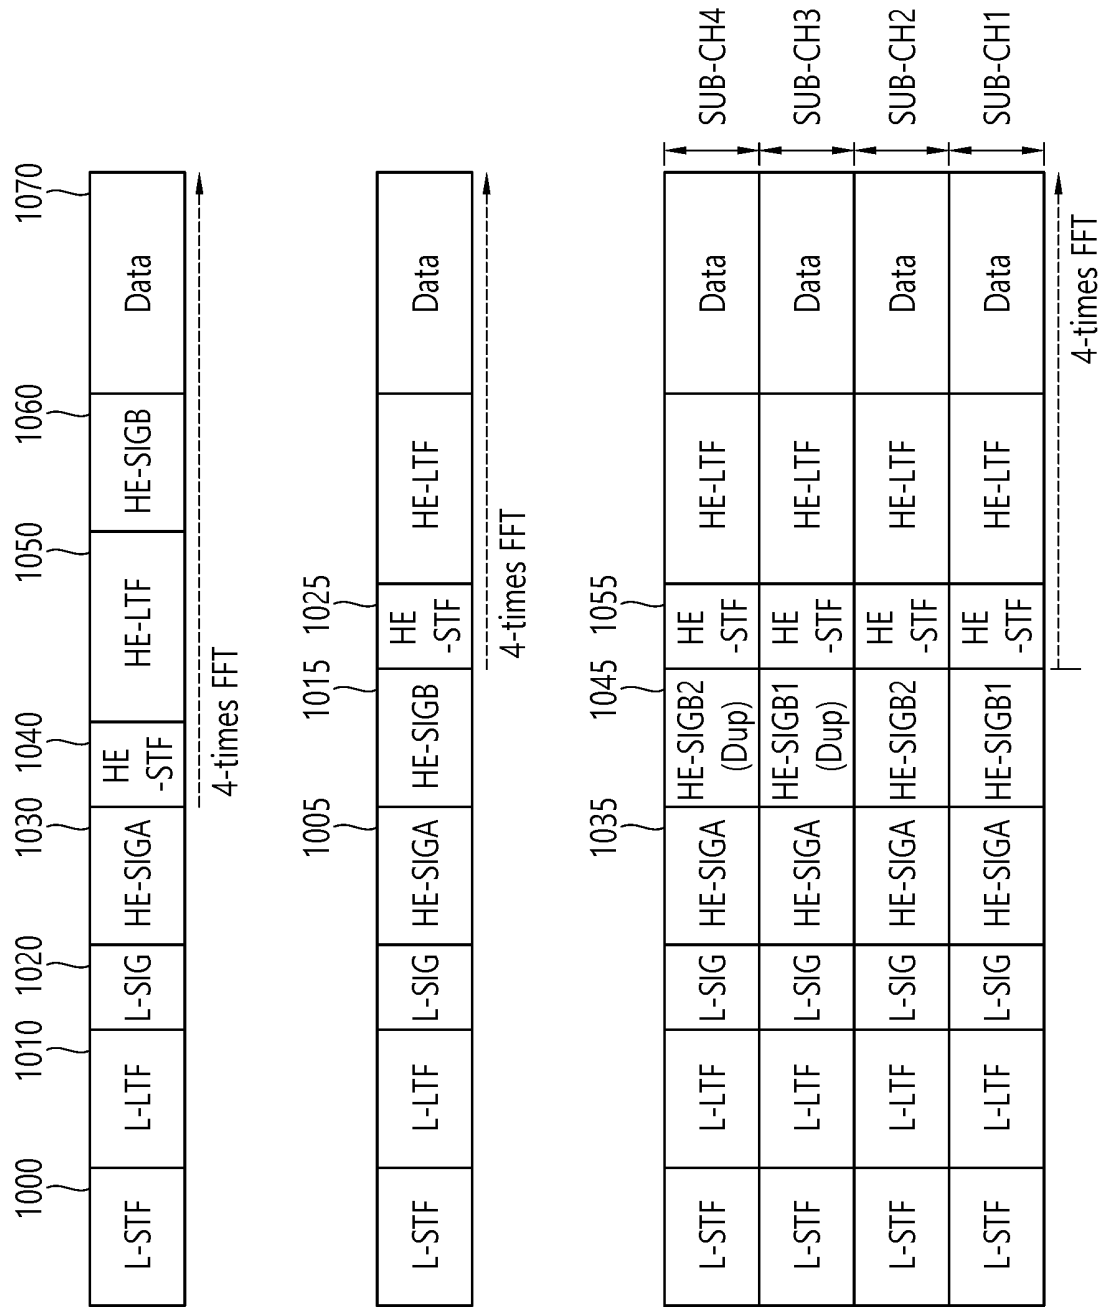 1000
1010
1020
1030
1040
1050
1060
1070
L-STF
L-LTF
L-SIG
HE-SIGA
HE
-STF
HE-LTF
HE-SIGB
Data
4-times FFT
1005
1015
1025
L-STF
L-LTF
L-SIG
HE-SIGA
HE-SIGB
HE
-STF
HE-LTF
Data
4-times FFT
1035
1045
1055
L-STF
L-LTF
L-SIG
HE-SIGA
HE-SIGB2
(Dup)
HE
-STF
HE-LTF
Data
SUB-CH4
L-STF
L-LTF
L-SIG
HE-SIGA
HE-SIGB1
(Dup)
HE
-STF
HE-LTF
Data
SUB-CH3
L-STF
L-LTF
L-SIG
HE-SIGA
HE-SIGB2
HE
-STF
HE-LTF
Data
SUB-CH2
L-STF
L-LTF
L-SIG
HE-SIGA
HE-SIGB1
HE
-STF
HE-LTF
Data
SUB-CH1
4-times FFT